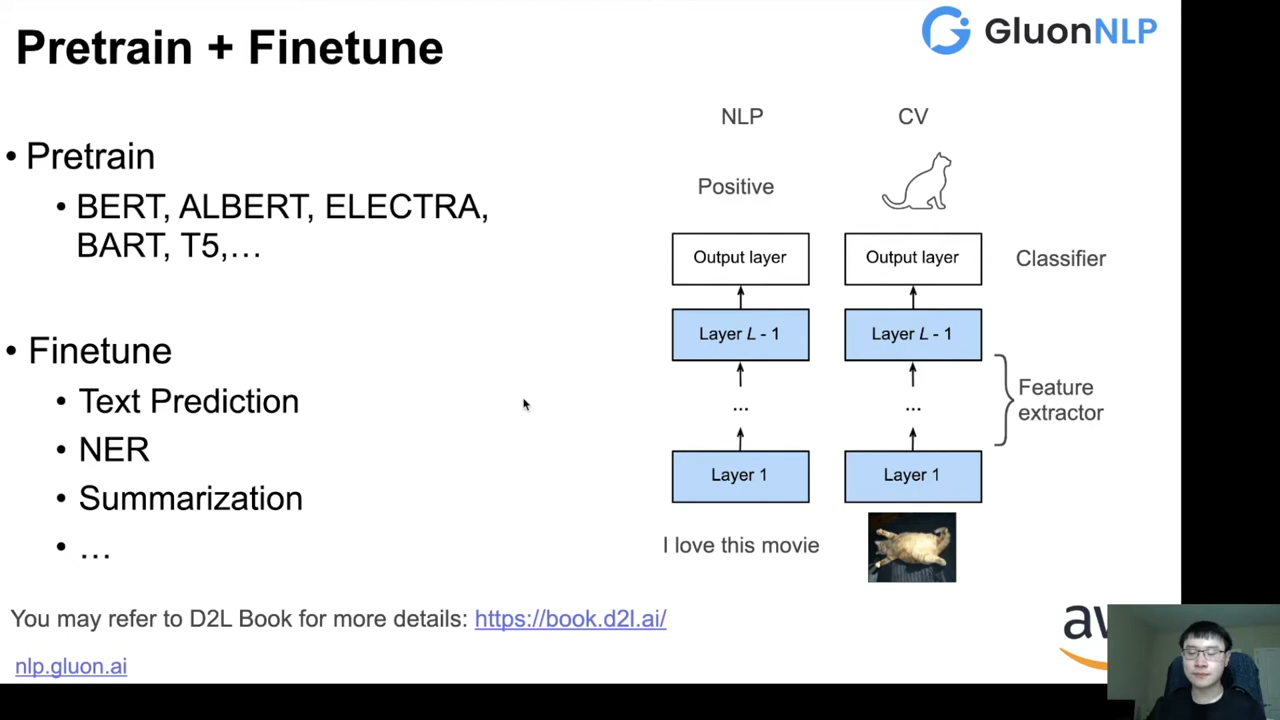 Pretrain + Finetune
GluonNLP
• Pretrain
• BERT, ALBERT, ELECTRA,
BART, T5,…
• Finetune
• Text Prediction
• NER
• Summarization
• …
NLP
CV
Positive
Output layer
Output layer
Classifier
Layer L - 1
Layer L - 1
...
...
Feature
extractor
Layer 1
Layer 1
I love this movie
You may refer to D2L Book for more details: https://book.d2l.ai/
nlp.gluon.ai